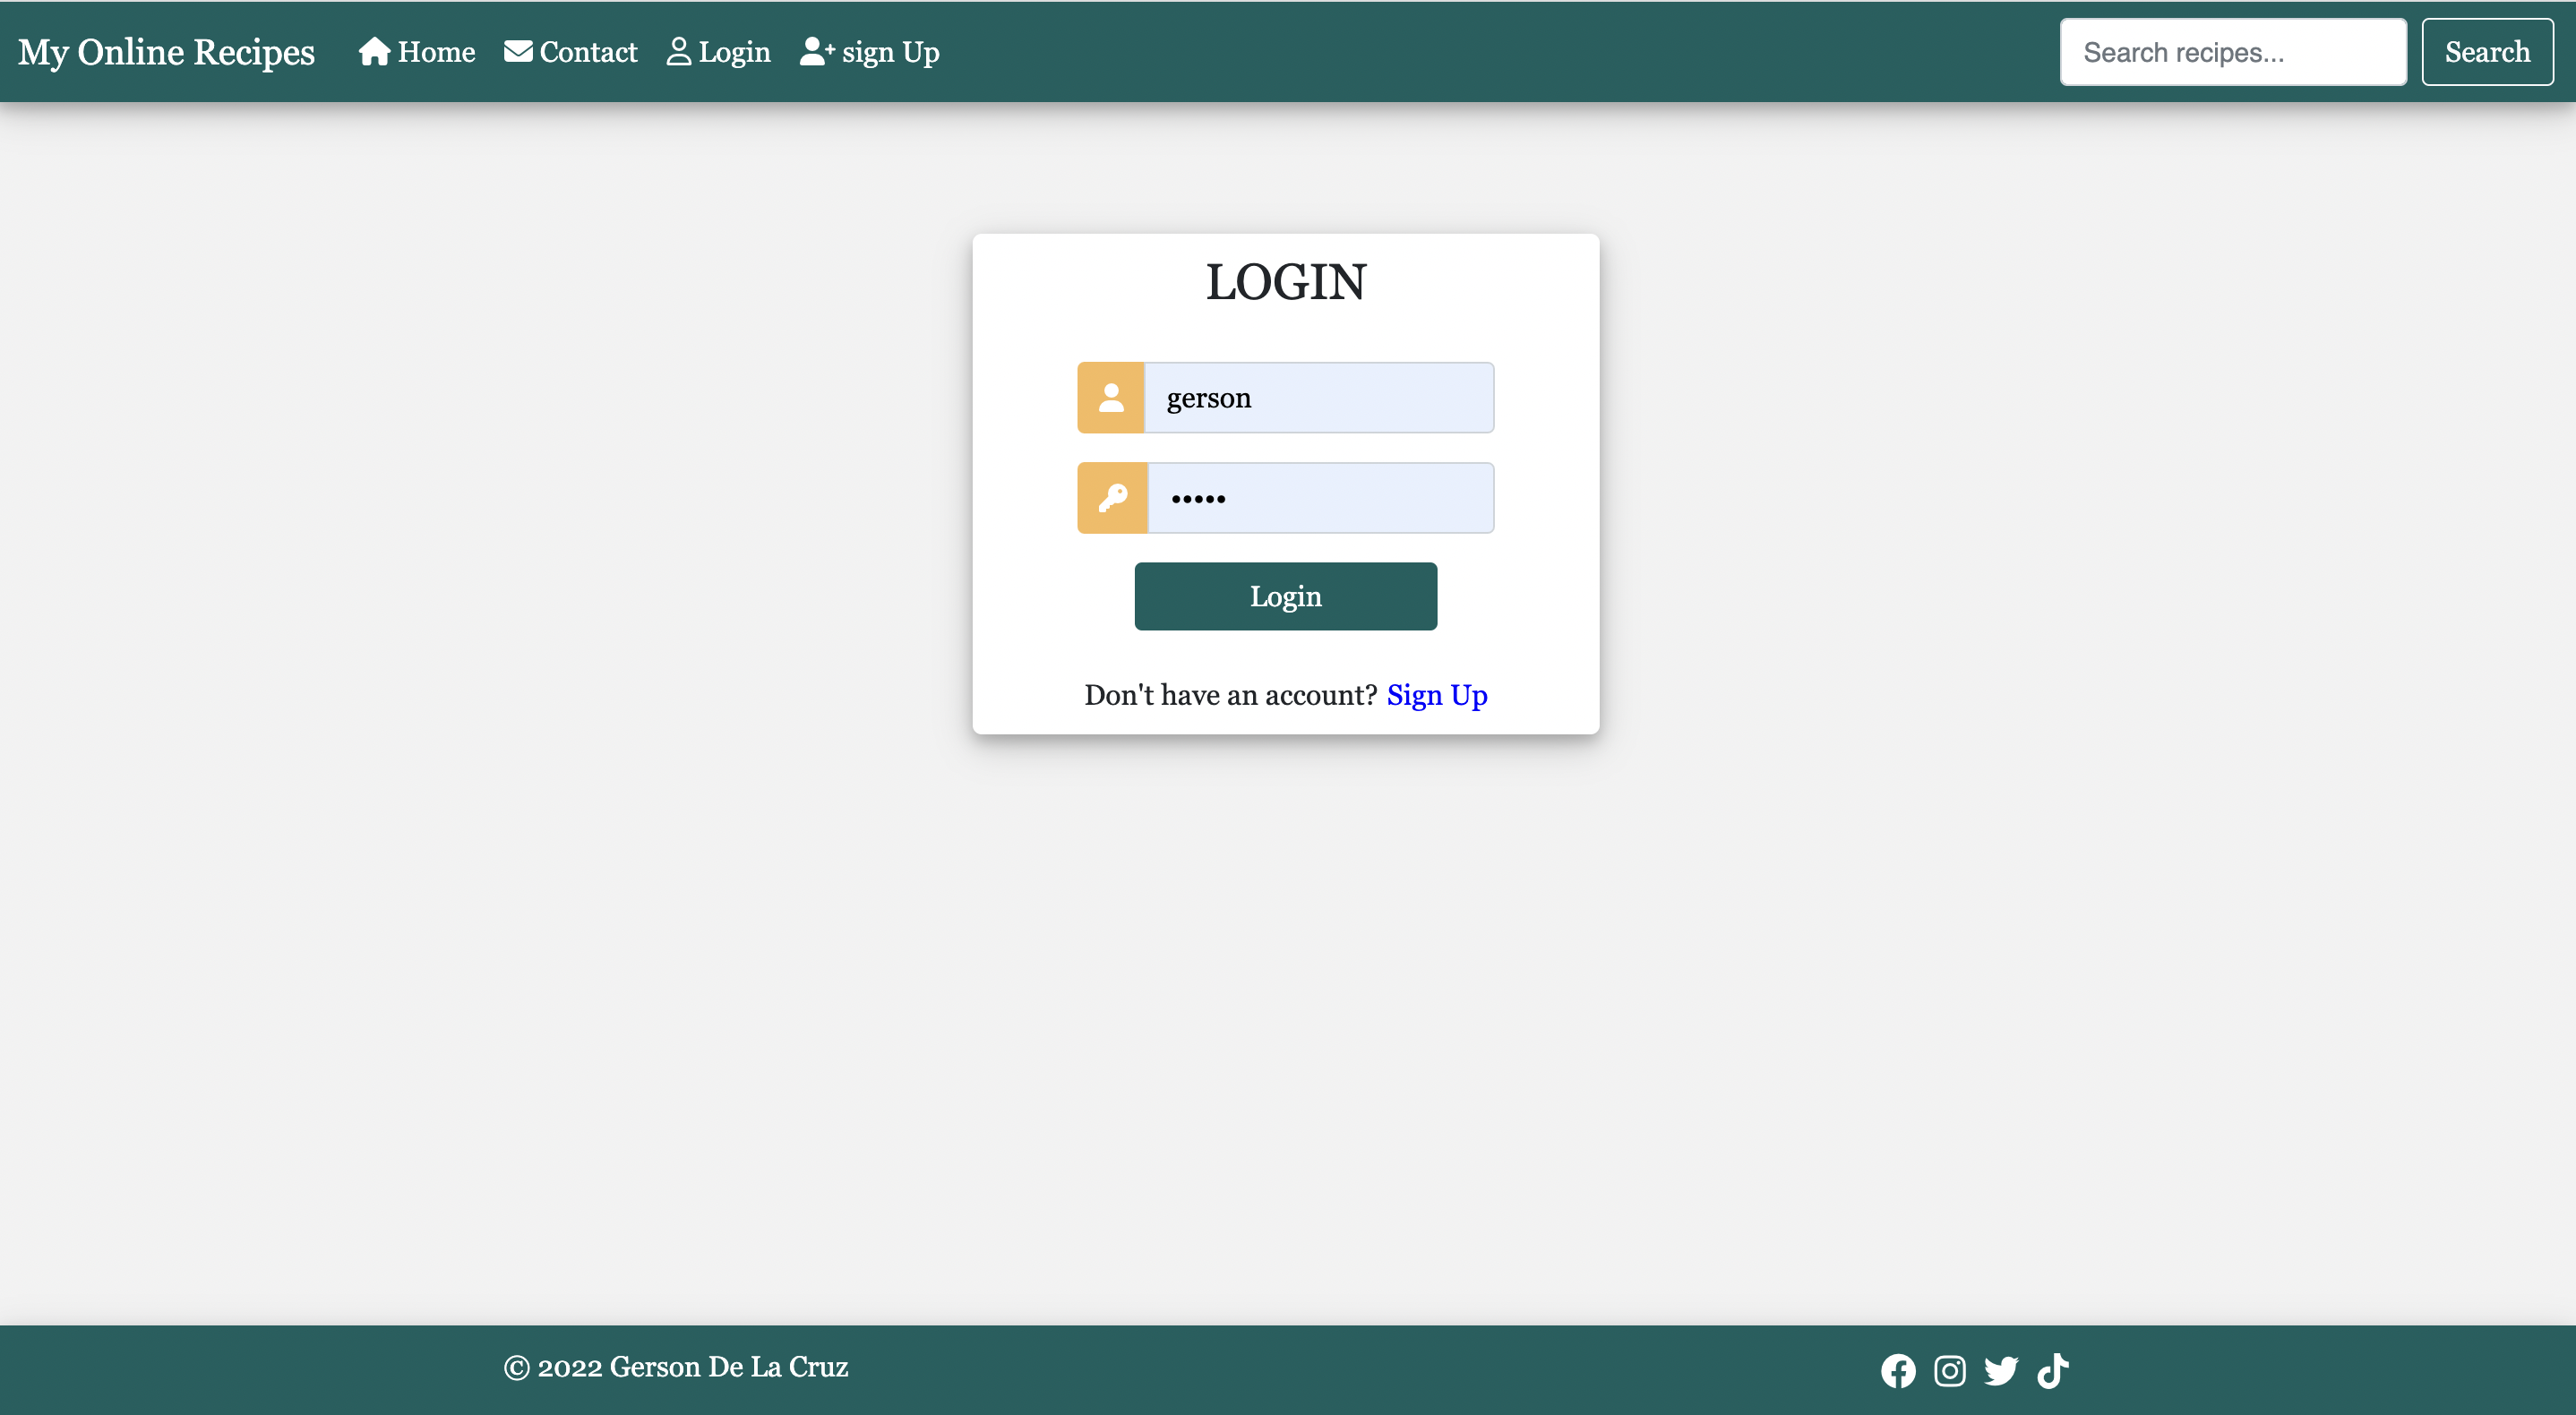 My Online Recipes Home Contact Login sign Up Search recipes... Search
LOGIN
gerson
•••••
Login
Don't have an account? Sign Up
© 2022 Gerson De La Cruz